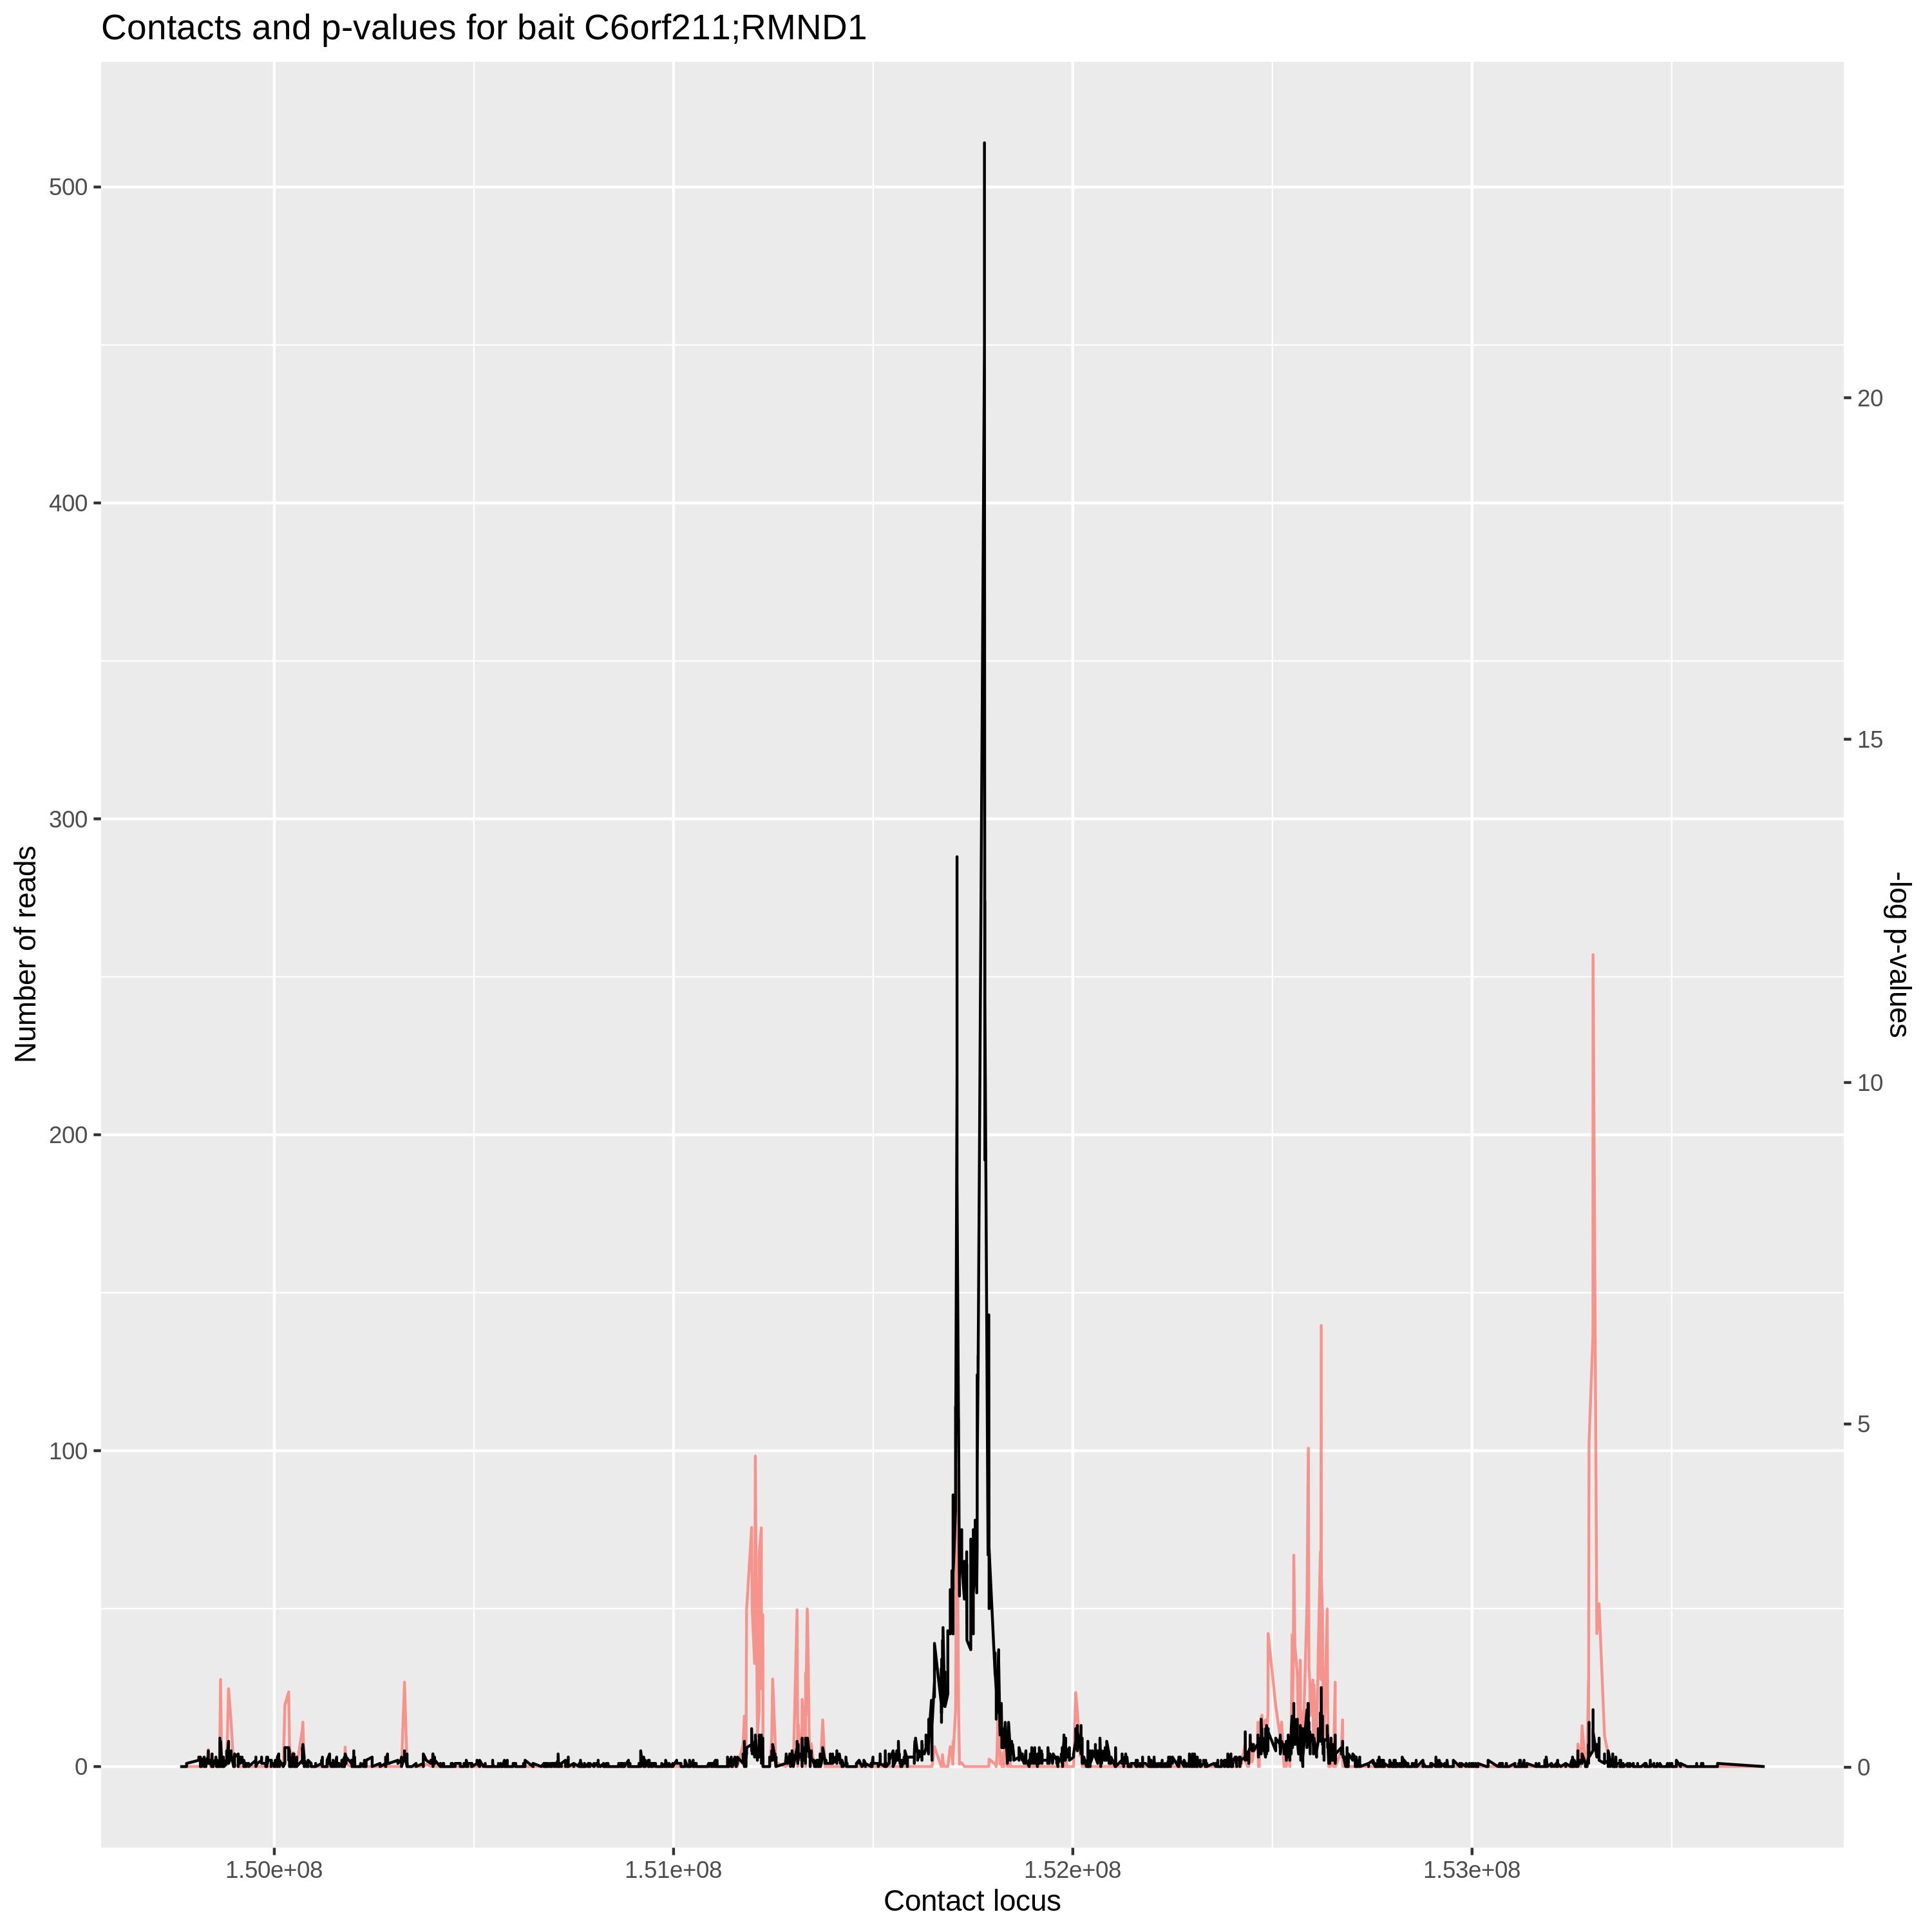 Contacts and p-values for bait C6orf211;RMND1
500
400
300
200
100
0
Number of reads
20
15
10
5
0
-log p-values
1.50e+08
1.51e+08
1.52e+08
1.53e+08
Contact locus